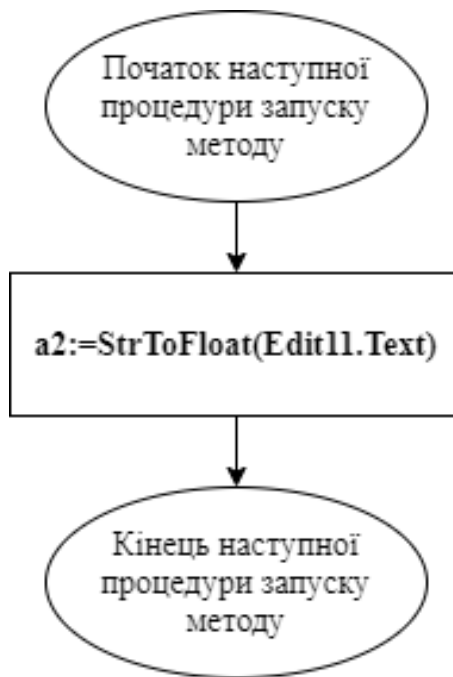 Початок наступної
процедури запуску
методу
a2:=StrToFloat(Edit11.Text)
Кінець наступної
процедури запуску
методу